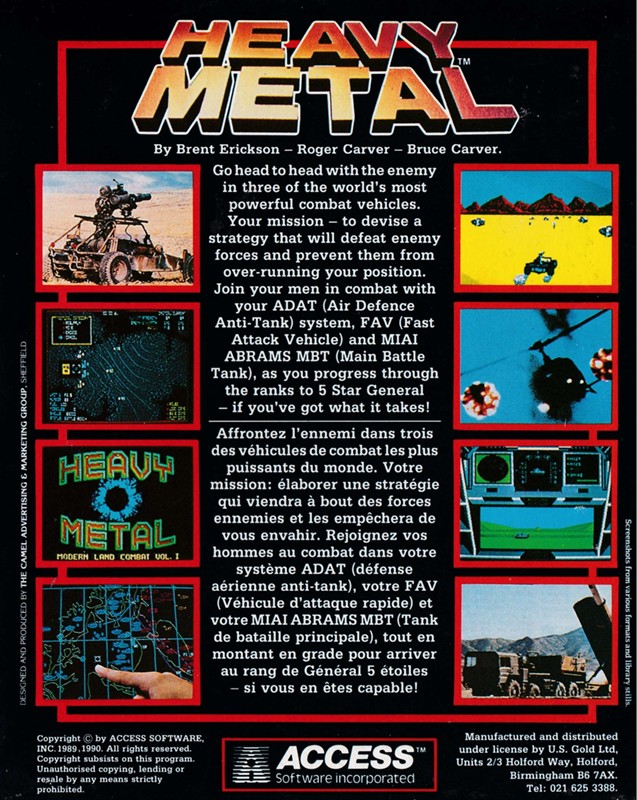 HEAVY
METAL™
By Brent Erickson – Roger Carver – Bruce Carver.
Go head to head with the enemy
in three of the world's most
powerful combat vehicles.
Your mission – to devise a
strategy that will defeat enemy
forces and prevent them from
over-running your position.
Join your men in combat with
your ADAT (Air Defence
Anti-Tank) system, FAV (Fast
Attack Vehicle) and MIAI
ABRAMS MBT (Main Battle
Tank), as you progress through
the ranks to 5 Star General
– if you've got what it takes!
Affrontez l'ennemi dans trois
des véhicules de combat les plus
puissants du monde. Votre
mission: élaborer une stratégie
qui viendra à bout des forces
ennemies et les empêchera de
vous envahir. Rejoignez vos
hommes au combat dans votre
système ADAT (défense
aérienne anti-tank), votre FAV
(Véhicule d'attaque rapide) et
votre MIAI ABRAMS MBT (Tank
de bataille principale), tout en
montant en grade pour arriver
au rang de Général 5 étoiles
– si vous en êtes capable!
HEAVY
METAL
MODERN LAND COMBAT VOL. I
DESIGNED AND PRODUCED BY THE CAMEL ADVERTISING & MARKETING GROUP, SHEFFIELD
Screenshots from various formats and library stills.
Copyright © by ACCESS SOFTWARE,
INC. 1989, 1990. All rights reserved.
Copyright subsists on this program.
Unauthorised copying, lending or
resale by any means strictly
prohibited.
ACCESS™
Software incorporated
Manufactured and distributed
under license by U.S. Gold Ltd,
Units 2/3 Holford Way, Holford,
Birmingham B6 7AX.
Tel: 021 625 3388.